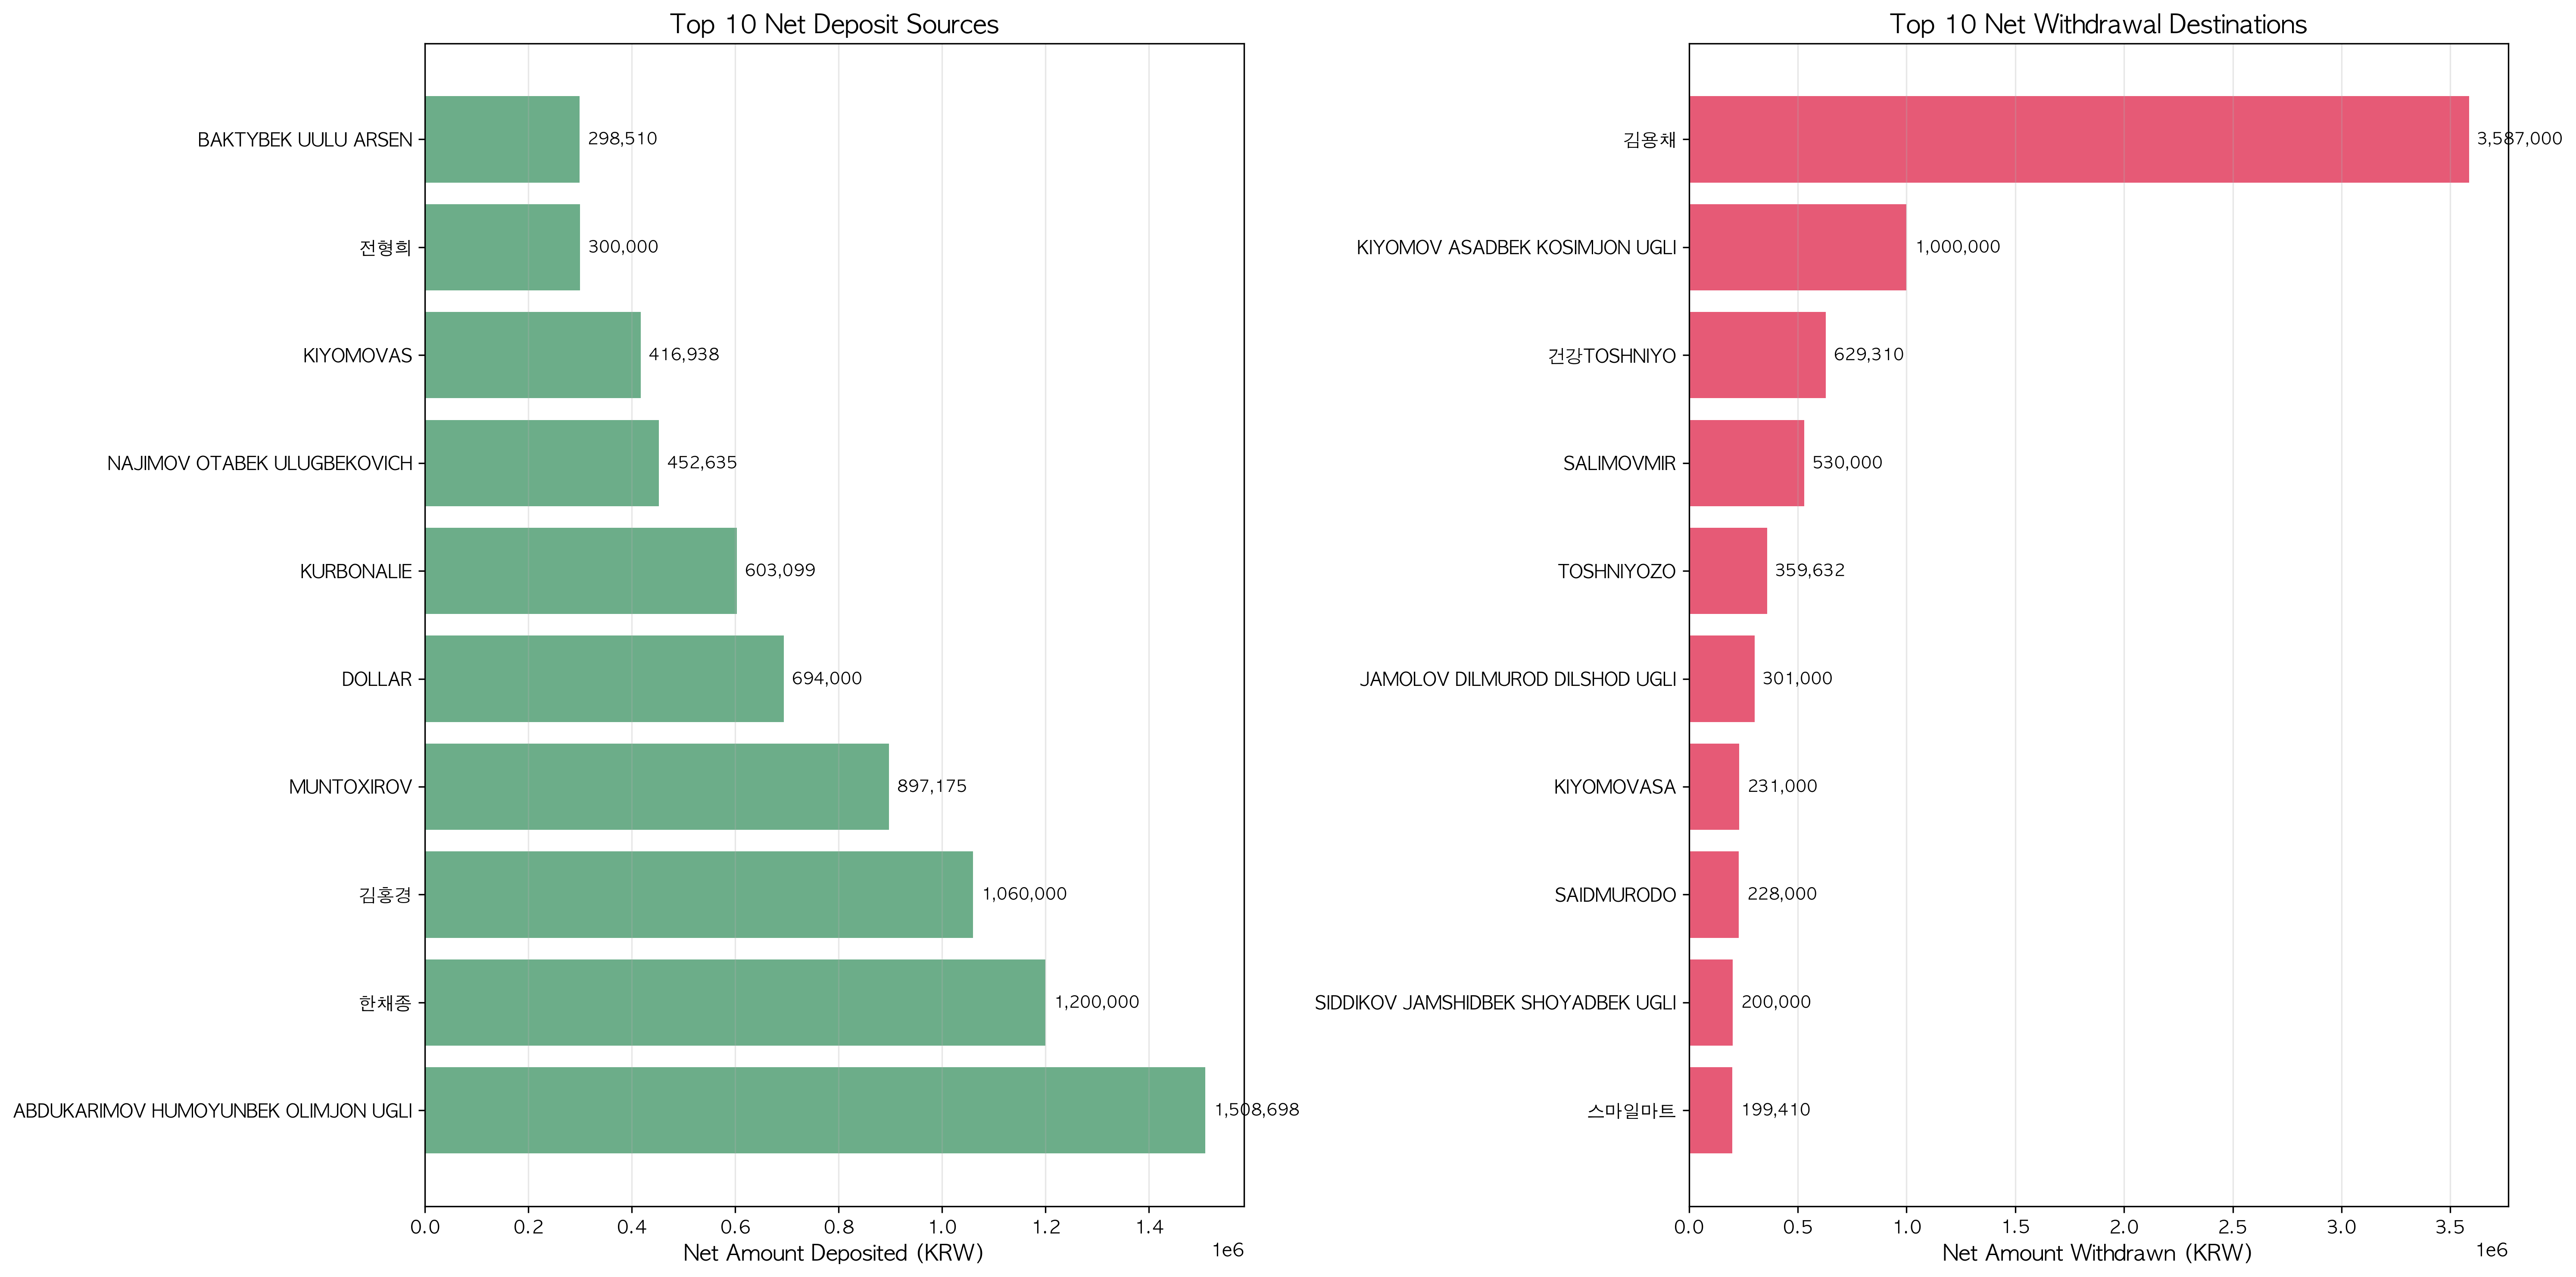 Top 10 Net Deposit Sources
BAKTYBEK UULU ARSEN
298,510
전형희
300,000
KIYOMOVAS
416,938
NAJIMOV OTABEK ULUGBEKOVICH
452,635
KURBONALIE
603,099
DOLLAR
694,000
MUNTOXIROV
897,175
김홍경
1,060,000
한채종
1,200,000
ABDUKARIMOV HUMOYUNBEK OLIMJON UGLI
1,508,698
0.0 0.2 0.4 0.6 0.8 1.0 1.2 1.4
1e6
Net Amount Deposited (KRW)
Top 10 Net Withdrawal Destinations
김용채
3,587,000
KIYOMOV ASADBEK KOSIMJON UGLI
1,000,000
건강TOSHNIYO
629,310
SALIMOVMIR
530,000
TOSHNIYOZO
359,632
JAMOLOV DILMUROD DILSHOD UGLI
301,000
KIYOMOVASA
231,000
SAIDMURODO
228,000
SIDDIKOV JAMSHIDBEK SHOYADBEK UGLI
200,000
스마일마트
199,410
0.0 0.5 1.0 1.5 2.0 2.5 3.0 3.5
1e6
Net Amount Withdrawn (KRW)